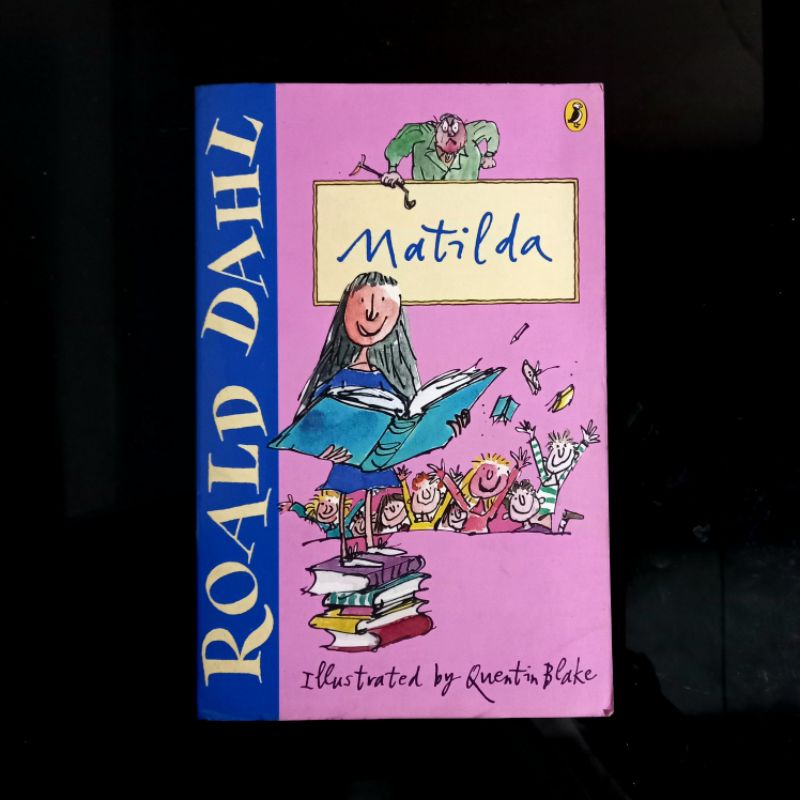 ROALD DAHL
Matilda
Illustrated by Quentin Blake